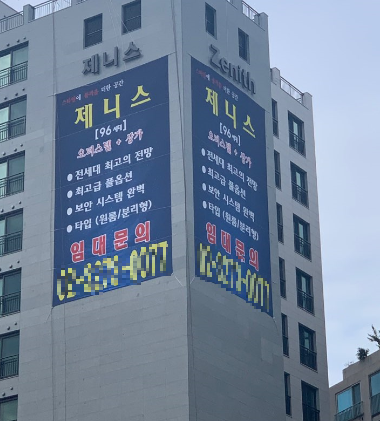 제니스
Zenith
제니스
[96세대]
오피스텔 + 상가
● 전세대 최고의 전망
● 최고급 풀옵션
● 보안 시스템 완벽
● 타입 (원룸/분리형)
임대문의
제니스
[96세대]
오피스텔 + 상가
● 전세대 최고의 전망
● 최고급 풀옵션
● 보안 시스템 완벽
● 타입 (원룸/분리형)
임대문의